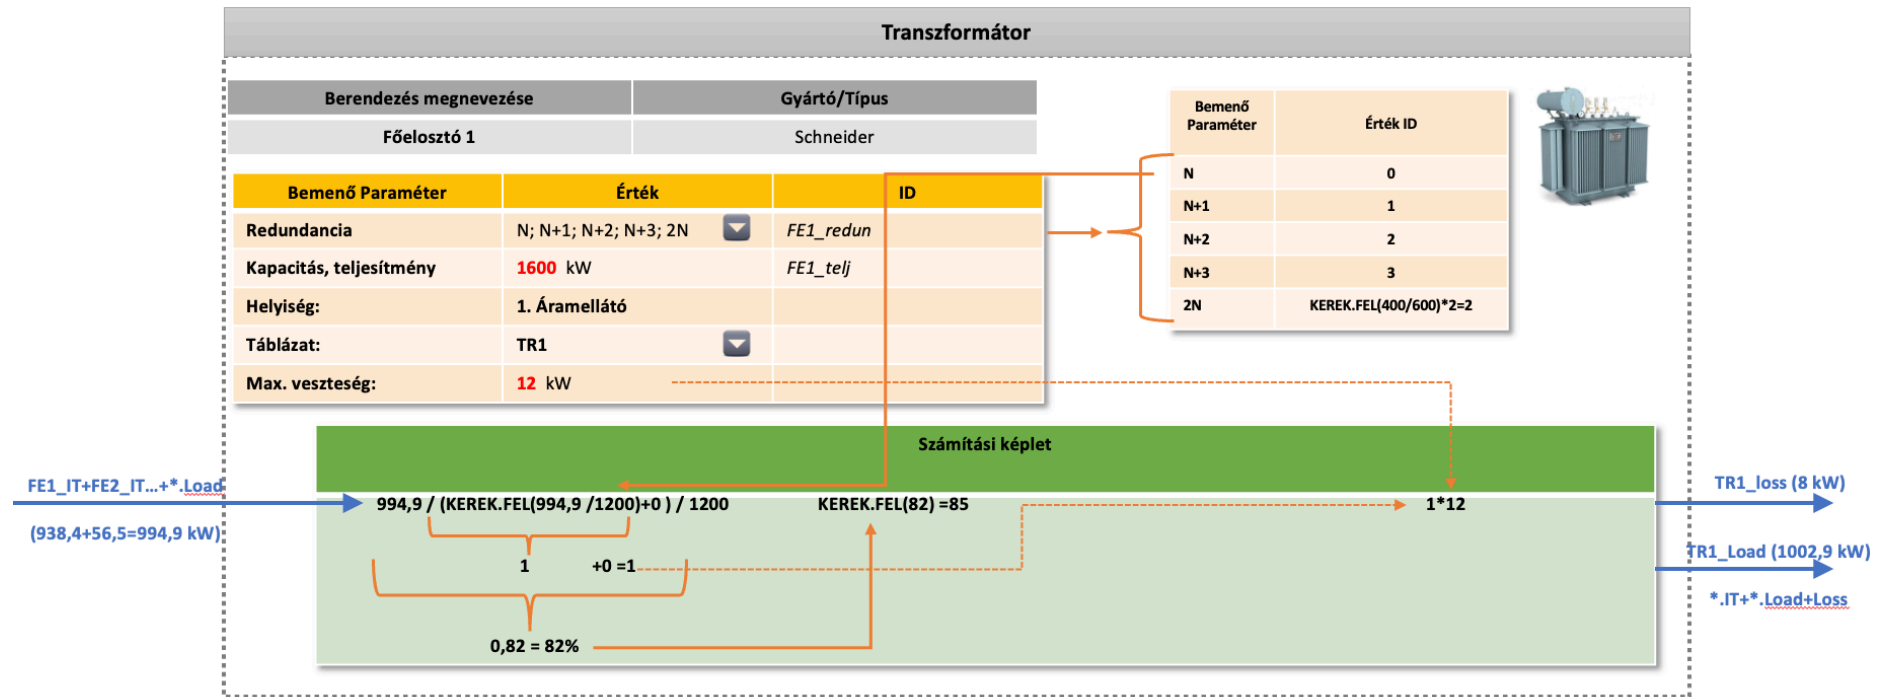 Transzformátor
Berendezés megnevezése Gyártó/Típus
Főelosztó 1 Schneider
Bemenő Paraméter Érték ID
Redundancia N; N+1; N+2; N+3; 2N FE1_redun
Kapacitás, teljesítmény 1600 kW FE1_telj
Helyiség: 1. Áramellátó
Táblázat: TR1
Max. veszteség: 12 kW
Bemenő
Paraméter Érték ID
N 0
N+1 1
N+2 2
N+3 3
2N KEREK.FEL(400/600)*2=2
Számítási képlet
FE1_IT+FE2_IT...+*.Load
(938,4+56,5=994,9 kW)
994,9 / (KEREK.FEL(994,9 /1200)+0 ) / 1200 KEREK.FEL(82) =85 1*12
1 +0 =1
0,82 = 82%
TR1_loss (8 kW)
TR1_Load (1002,9 kW)
*.IT+*.Load+Loss